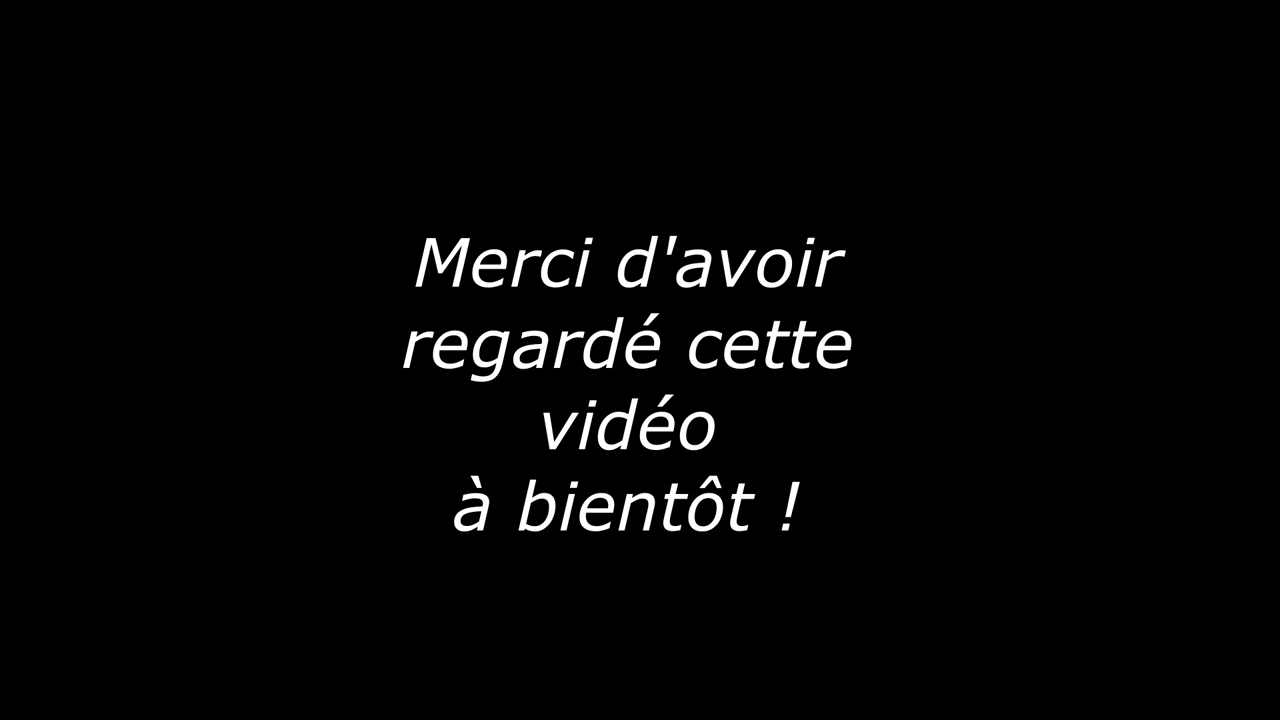 Merci d'avoir
regardé cette
vidéo
à bientôt !